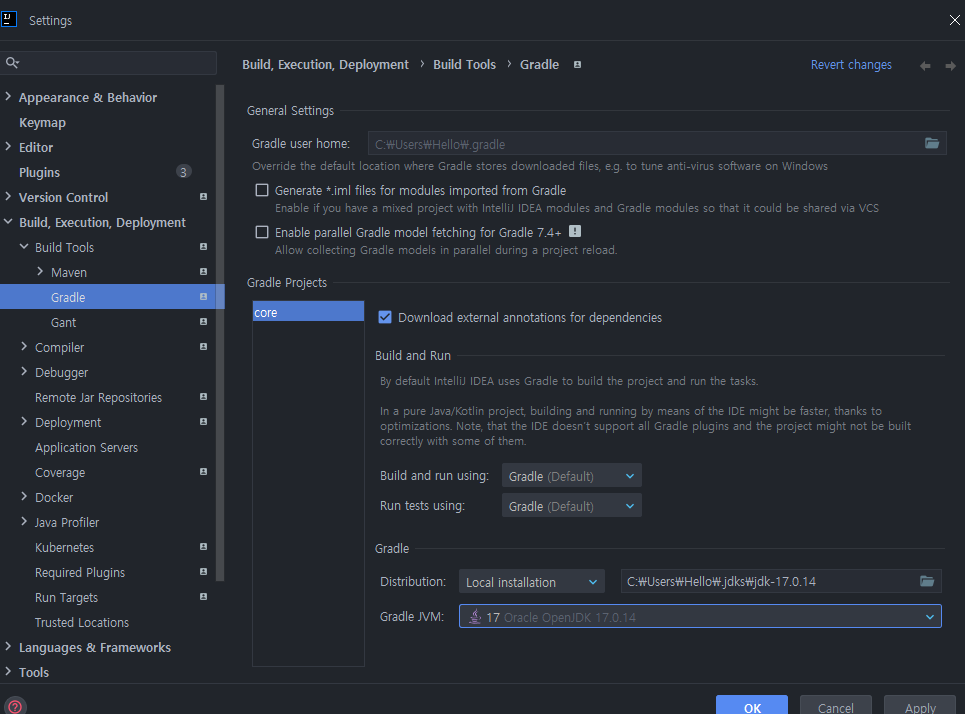 Settings
Build, Execution, Deployment › Build Tools › Gradle
Revert changes
Appearance & Behavior
Keymap
Editor
Plugins 3
Version Control
Build, Execution, Deployment
Build Tools
Maven
Gradle
Gant
Compiler
Debugger
Remote Jar Repositories
Deployment
Application Servers
Coverage
Docker
Java Profiler
Kubernetes
Required Plugins
Run Targets
Trusted Locations
Languages & Frameworks
Tools
General Settings
Gradle user home: C:₩Users₩Hello₩.gradle
Override the default location where Gradle stores downloaded files, e.g. to tune anti-virus software on Windows
Generate *.iml files for modules imported from Gradle
Enable if you have a mixed project with IntelliJ IDEA modules and Gradle modules so that it could be shared via VCS
Enable parallel Gradle model fetching for Gradle 7.4+
Allow collecting Gradle models in parallel during a project reload.
Gradle Projects
core
Download external annotations for dependencies
Build and Run
By default IntelliJ IDEA uses Gradle to build the project and run the tasks.
In a pure Java/Kotlin project, building and running by means of the IDE might be faster, thanks to
optimizations. Note, that the IDE doesn't support all Gradle plugins and the project might not be built
correctly with some of them.
Build and run using: Gradle (Default)
Run tests using: Gradle (Default)
Gradle
Distribution: Local installation C:₩Users₩Hello₩.jdks₩jdk-17.0.14
Gradle JVM: 17 Oracle OpenJDK 17.0.14
?
OK
Cancel
Apply